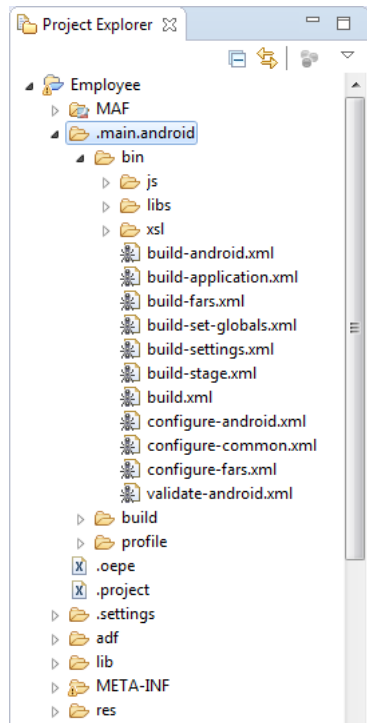 Project Explorer
Employee
MAF
.main.android
bin
js
libs
xsl
build-android.xml
build-application.xml
build-fars.xml
build-set-globals.xml
build-settings.xml
build-stage.xml
build.xml
configure-android.xml
configure-common.xml
configure-fars.xml
validate-android.xml
build
profile
.oepe
.project
.settings
adf
lib
META-INF
res